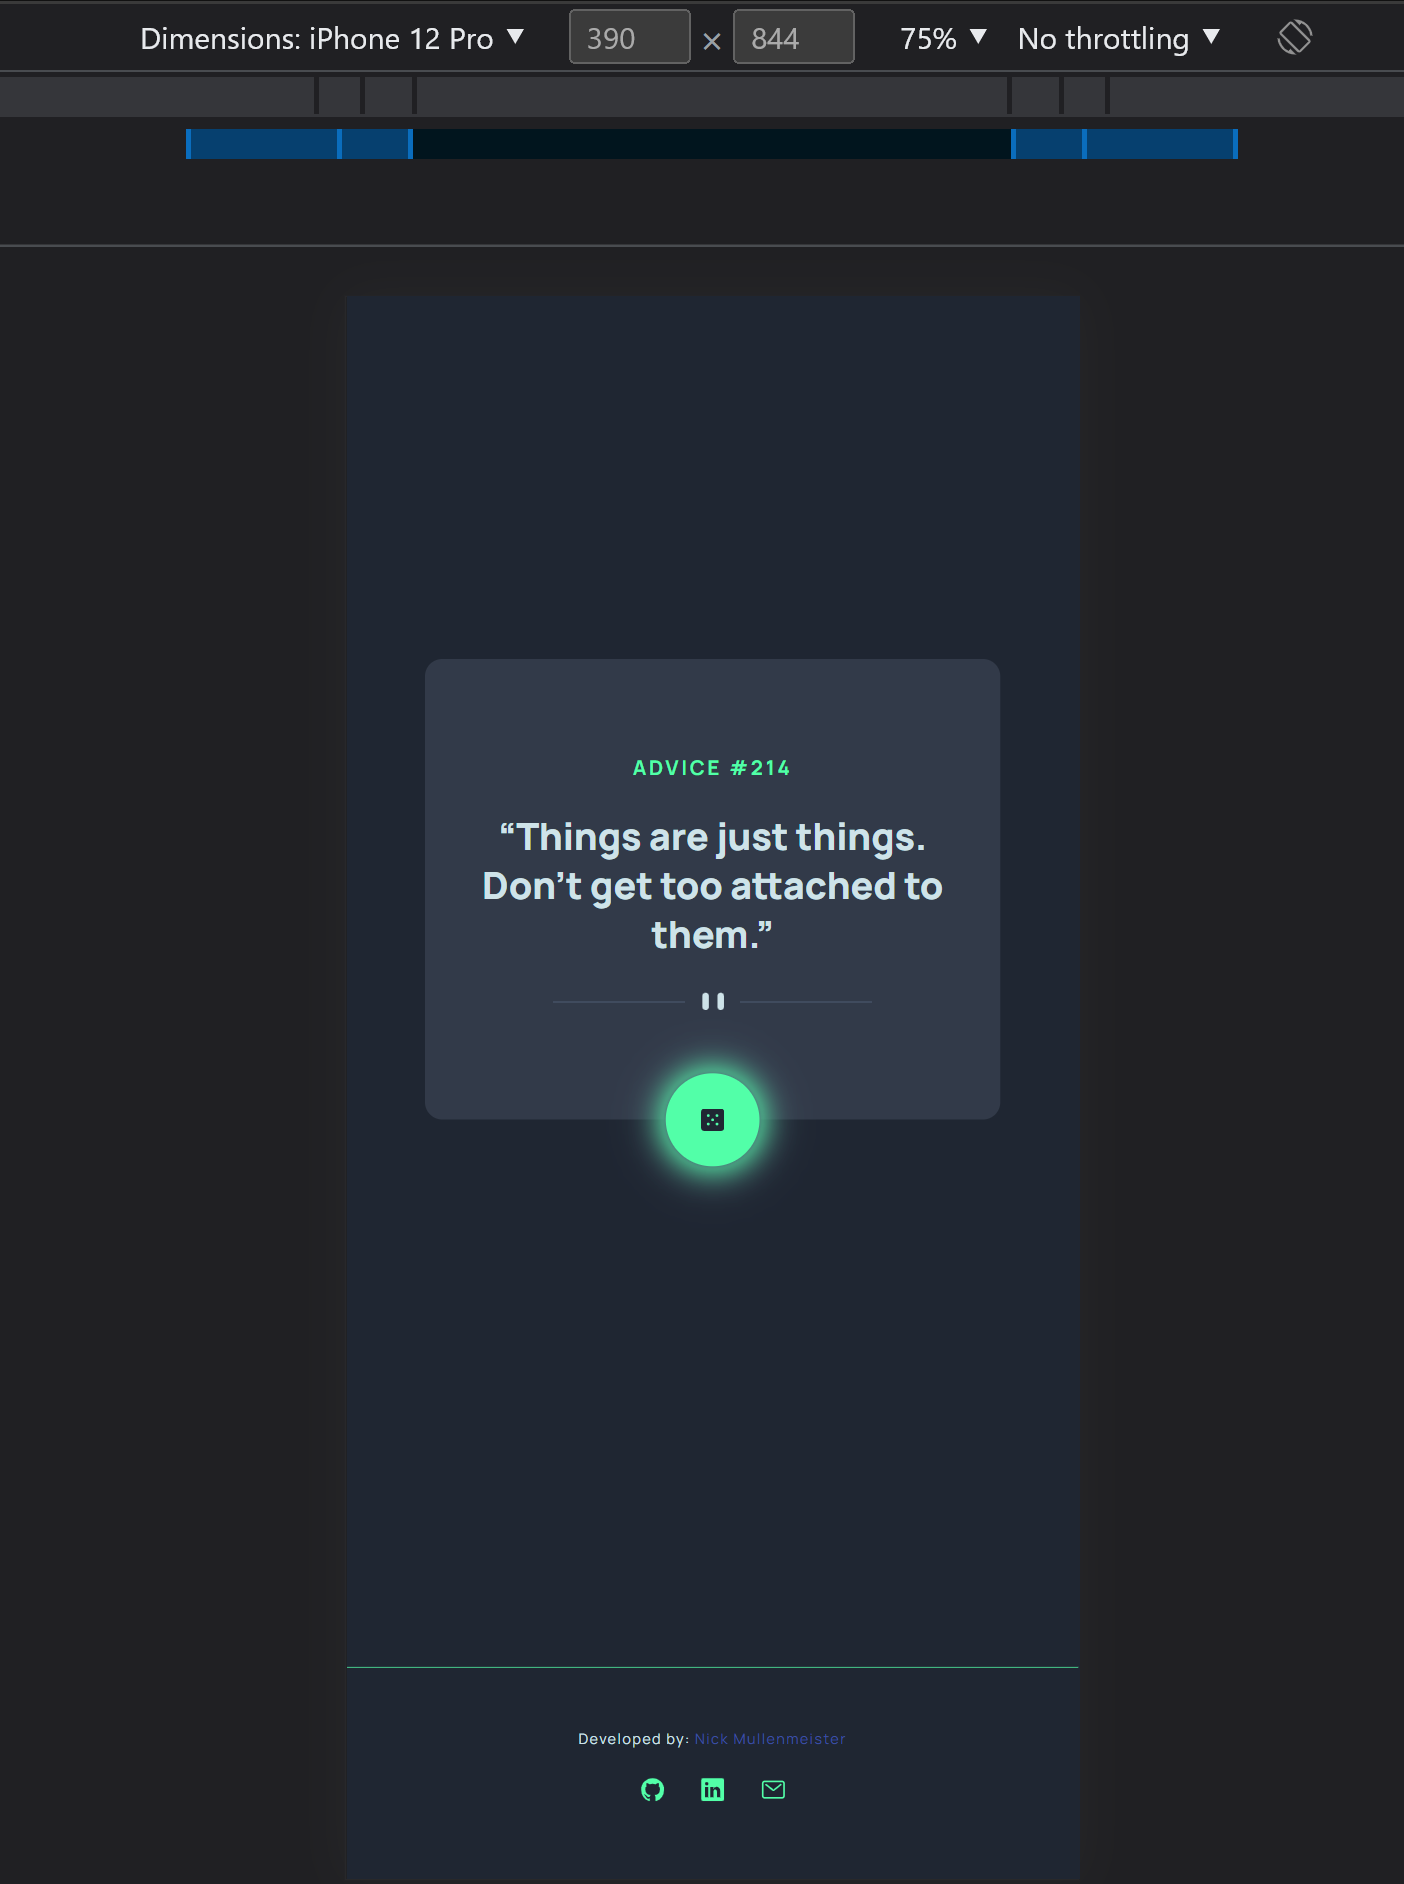 Dimensions: iPhone 12 Pro ▼ 390 × 844 75% ▼ No throttling ▼
ADVICE #214
“Things are just things.
Don’t get too attached to
them.”
Developed by: Nick Mullenmeister
in